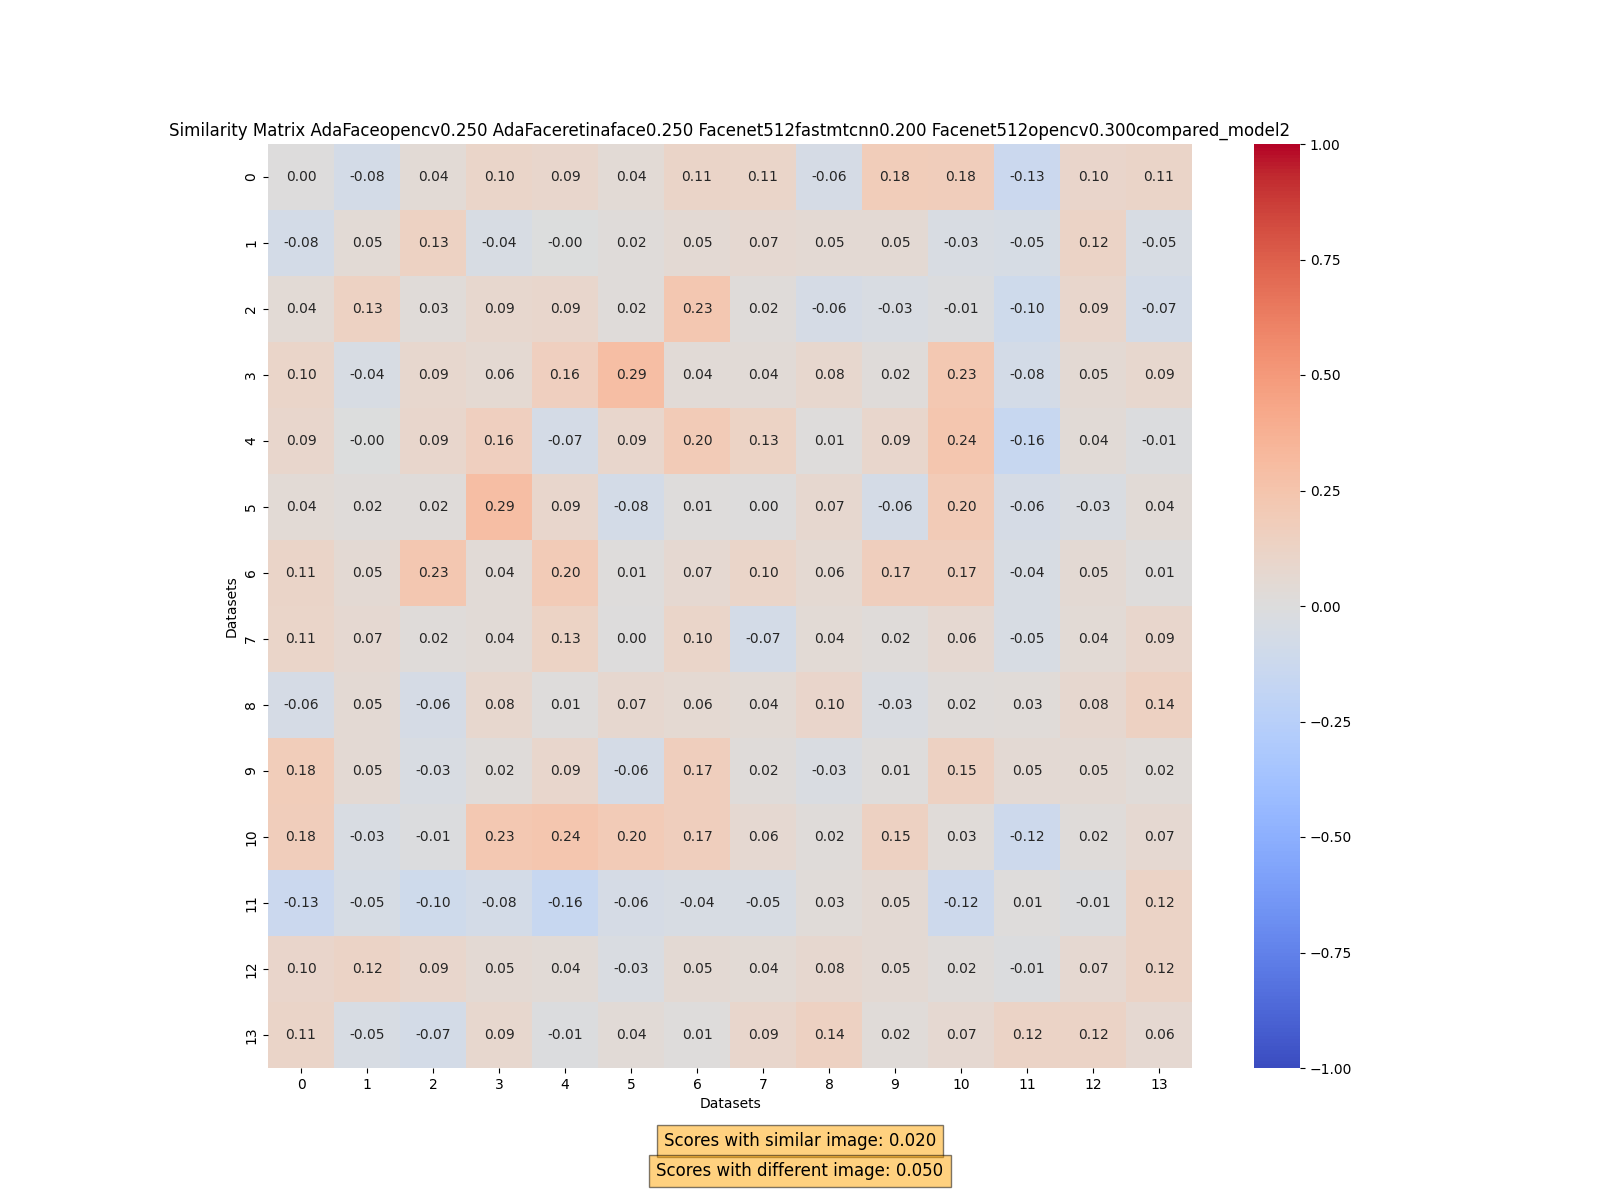 Similarity Matrix AdaFaceopencv0.250 AdaFaceretinaface0.250 Facenet512fastmtcnn0.200 Facenet512opencv0.300compared_model2
0 0.00 -0.08 0.04 0.10 0.09 0.04 0.11 0.11 -0.06 0.18 0.18 -0.13 0.10 0.11
1 -0.08 0.05 0.13 -0.04 -0.00 0.02 0.05 0.07 0.05 0.05 -0.03 -0.05 0.12 -0.05
2 0.04 0.13 0.03 0.09 0.09 0.02 0.23 0.02 -0.06 -0.03 -0.01 -0.10 0.09 -0.07
3 0.10 -0.04 0.09 0.06 0.16 0.29 0.04 0.04 0.08 0.02 0.23 -0.08 0.05 0.09
4 0.09 -0.00 0.09 0.16 -0.07 0.09 0.20 0.13 0.01 0.09 0.24 -0.16 0.04 -0.01
5 0.04 0.02 0.02 0.29 0.09 -0.08 0.01 0.00 0.07 -0.06 0.20 -0.06 -0.03 0.04
6 0.11 0.05 0.23 0.04 0.20 0.01 0.07 0.10 0.06 0.17 0.17 -0.04 0.05 0.01
7 0.11 0.07 0.02 0.04 0.13 0.00 0.10 -0.07 0.04 0.02 0.06 -0.05 0.04 0.09
8 -0.06 0.05 -0.06 0.08 0.01 0.07 0.06 0.04 0.10 -0.03 0.02 0.03 0.08 0.14
9 0.18 0.05 -0.03 0.02 0.09 -0.06 0.17 0.02 -0.03 0.01 0.15 0.05 0.05 0.02
10 0.18 -0.03 -0.01 0.23 0.24 0.20 0.17 0.06 0.02 0.15 0.03 -0.12 0.02 0.07
11 -0.13 -0.05 -0.10 -0.08 -0.16 -0.06 -0.04 -0.05 0.03 0.05 -0.12 0.01 -0.01 0.12
12 0.10 0.12 0.09 0.05 0.04 -0.03 0.05 0.04 0.08 0.05 0.02 -0.01 0.07 0.12
13 0.11 -0.05 -0.07 0.09 -0.01 0.04 0.01 0.09 0.14 0.02 0.07 0.12 0.12 0.06
Datasets
0 1 2 3 4 5 6 7 8 9 10 11 12 13
Datasets
1.00
0.75
0.50
0.25
0.00
−0.25
−0.50
−0.75
−1.00
Scores with similar image: 0.020
Scores with different image: 0.050